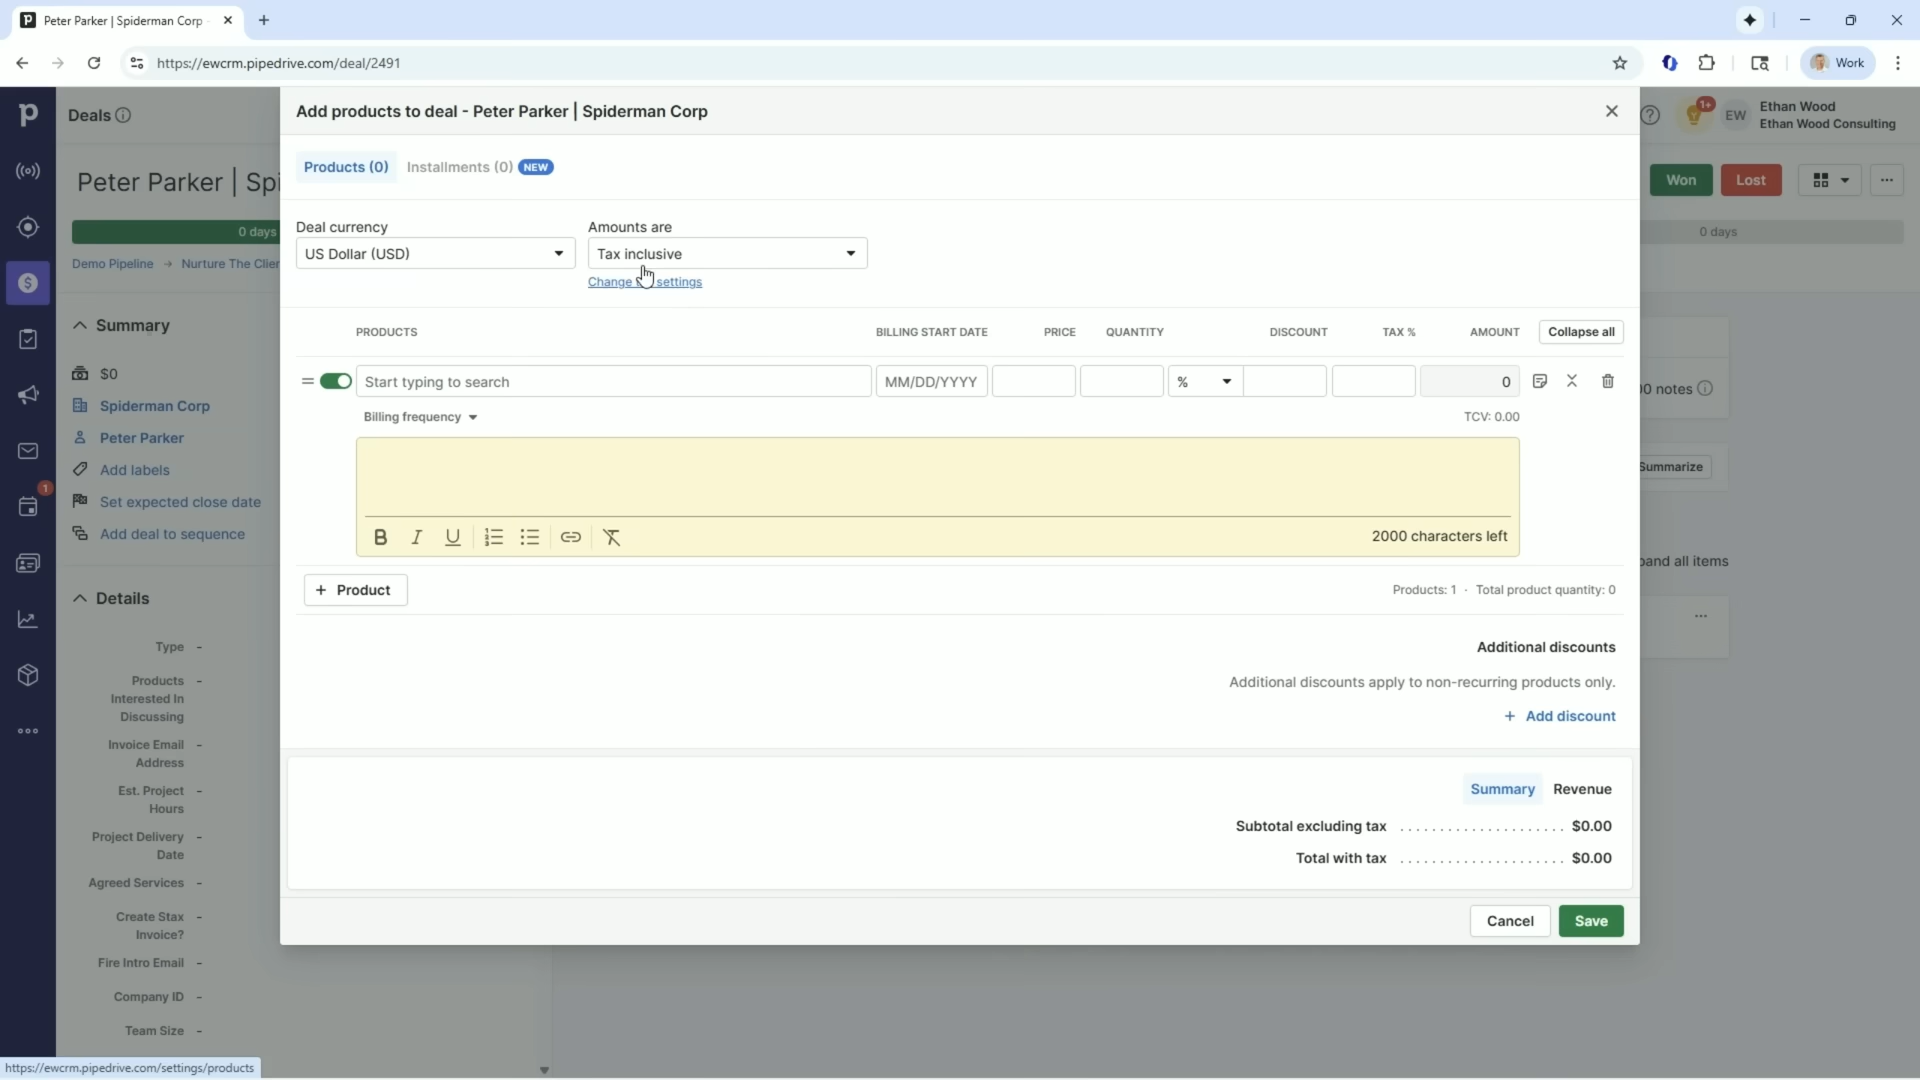 Peter Parker | Spiderman Corp
https://ewcrm.pipedrive.com/deal/2491
Work
Deals
Add products to deal - Peter Parker | Spiderman Corp
1+
EW
Ethan Wood
Ethan Wood Consulting
Peter Parker | Spi
Won
Lost
Products (0)
Installments (0)
NEW
0 days
0 days
Demo Pipeline → Nurture The Clien
Deal currency
Amounts are
US Dollar (USD)
Tax inclusive
Change settings
Summary
PRODUCTS
BILLING START DATE
PRICE
QUANTITY
DISCOUNT
TAX %
AMOUNT
Collapse all
$0
Start typing to search
MM/DD/YYYY
%
0
00 notes
Spiderman Corp
Billing frequency
TCV: 0.00
Peter Parker
Add labels
Summarize
1
Set expected close date
Add deal to sequence
B I U
2000 characters left
pand all items
Details
+ Product
Products: 1 · Total product quantity: 0
Type -
Additional discounts
Products Interested In Discussing -
Additional discounts apply to non-recurring products only.
+ Add discount
Invoice Email Address -
Est. Project Hours -
Summary
Revenue
Project Delivery Date -
Subtotal excluding tax ..................... $0.00
Total with tax ..................... $0.00
Agreed Services -
Create Stax Invoice? -
Cancel
Save
Fire Intro Email -
Company ID -
Team Size -
https://ewcrm.pipedrive.com/settings/products